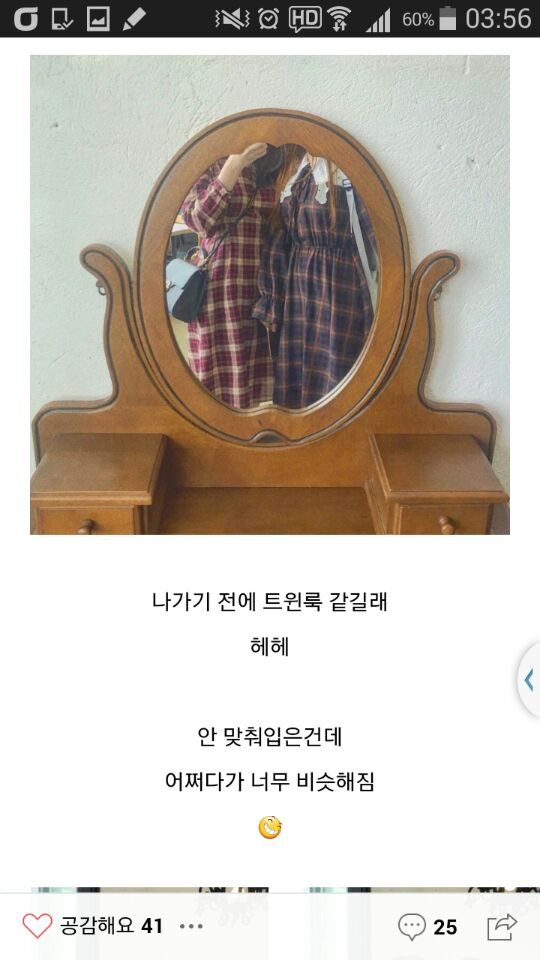 HD
60%
03:56
나가기 전에 트윈룩 같길래
헤헤
안 맞춰입은건데
어쩌다가 너무 비슷해짐
공감해요 41
25